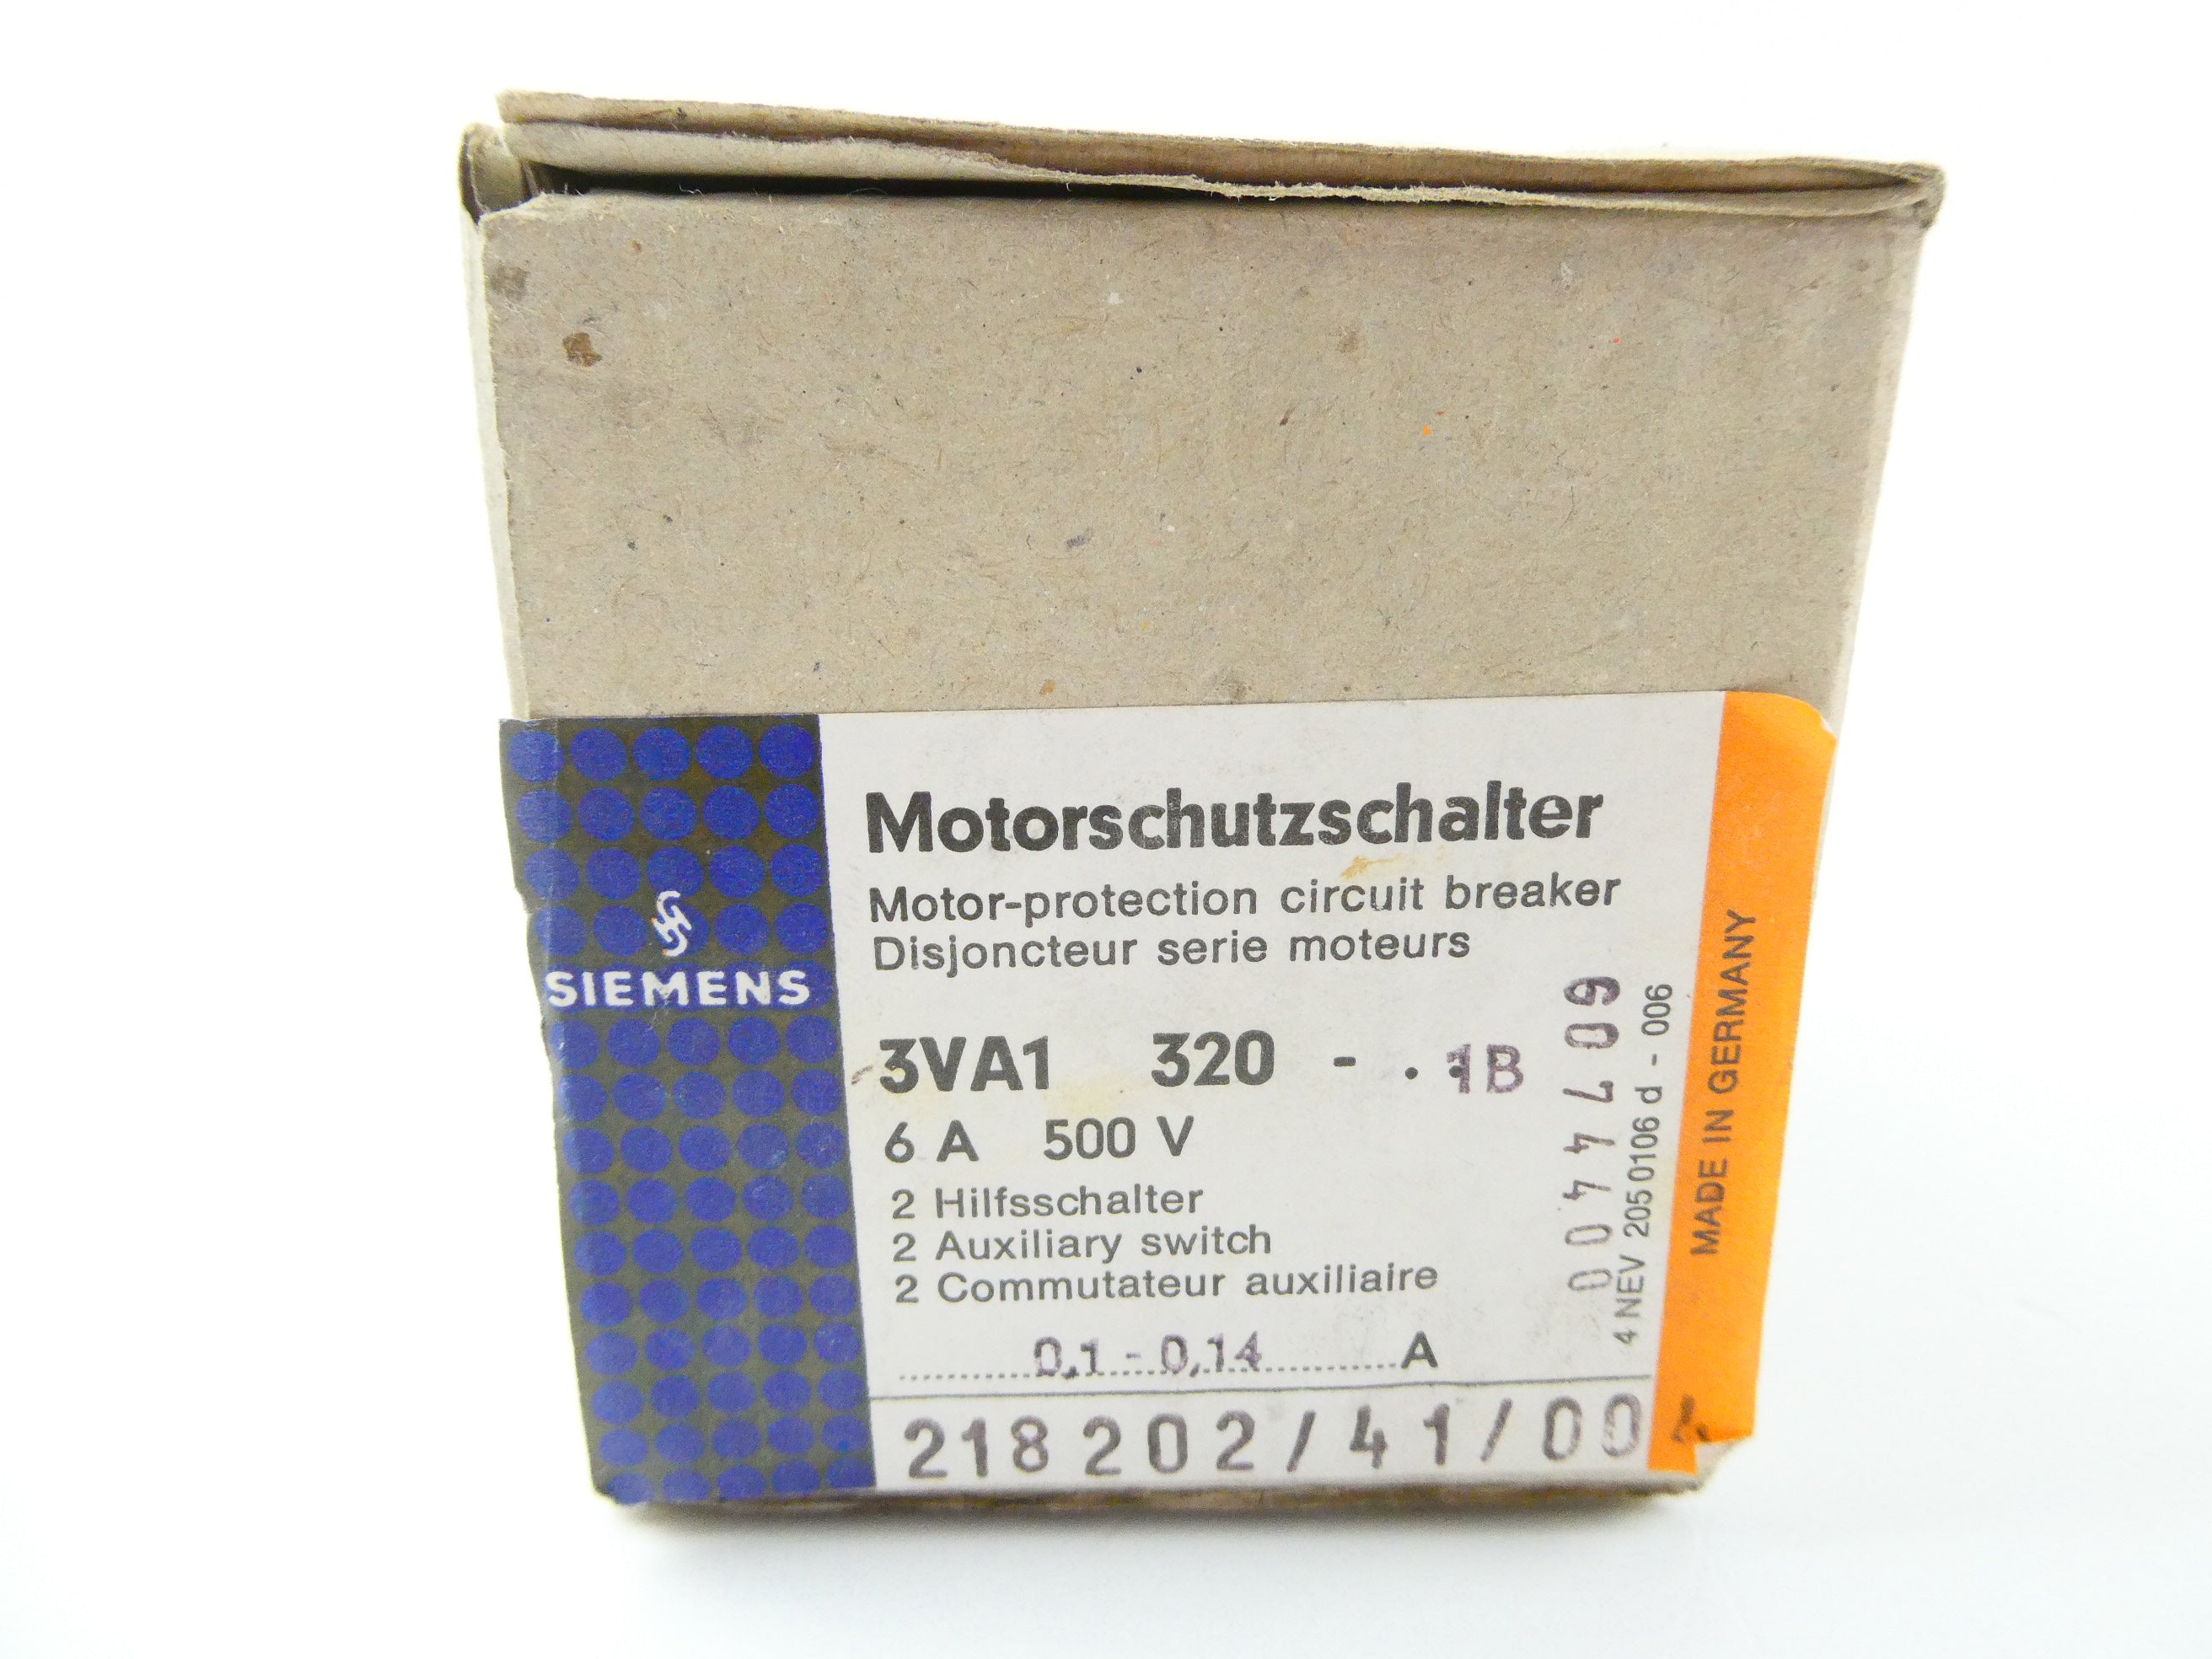 SIEMENS
Motorschutzschalter
Motor-protection circuit breaker
Disjoncteur serie moteurs
3VA1 320 - . 1B
6 A 500 V
2 Hilfsschalter
2 Auxiliary switch
2 Commutateur auxiliaire
0,1 - 0,14 A
218 202/41/00
0044709
4 NEV 205 0106 d - 006
MADE IN GERMANY